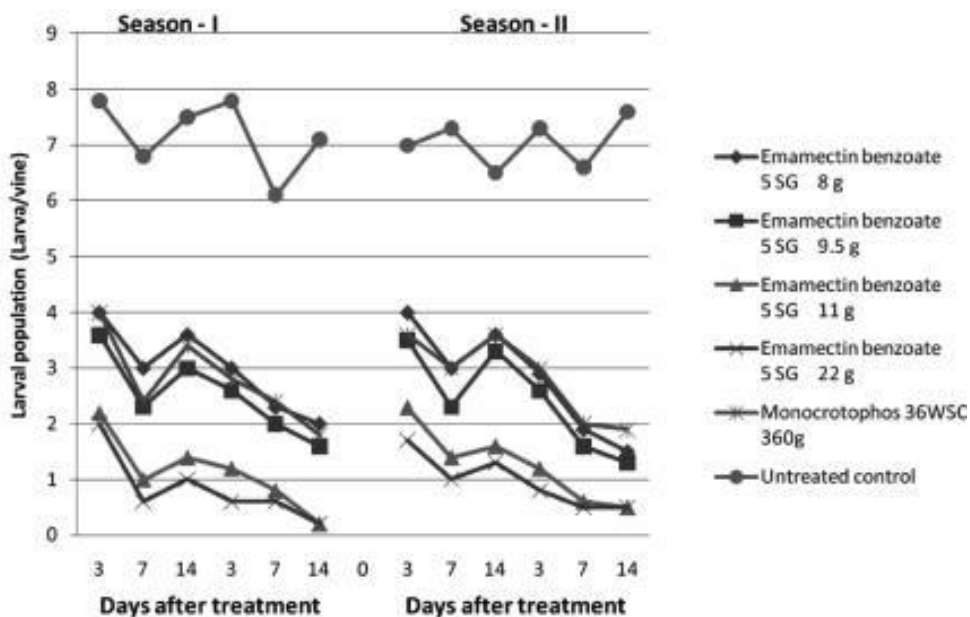 Season - I
Season - II
9
8
7
6
5
4
3
2
1
0
Larval population (Larva/vine)
3 7 14 3 7 14 0 3 7 14 3 7 14
Days after treatment
Days after treatment
Emamectin benzoate
5 SG 8 g
Emamectin benzoate
5 SG 9.5 g
Emamectin benzoate
5 SG 11 g
Emamectin benzoate
5 SG 22 g
Monocrotophos 36WSC
360g
Untreated control